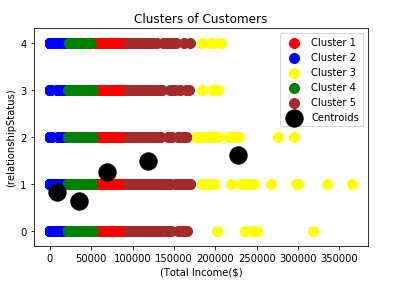 Clusters of Customers
Cluster 1
Cluster 2
Cluster 3
Cluster 4
Cluster 5
Centroids
4
3
2
1
0
(relationshipStatus)
0 50000 100000 150000 200000 250000 300000 350000
(Total Income($)